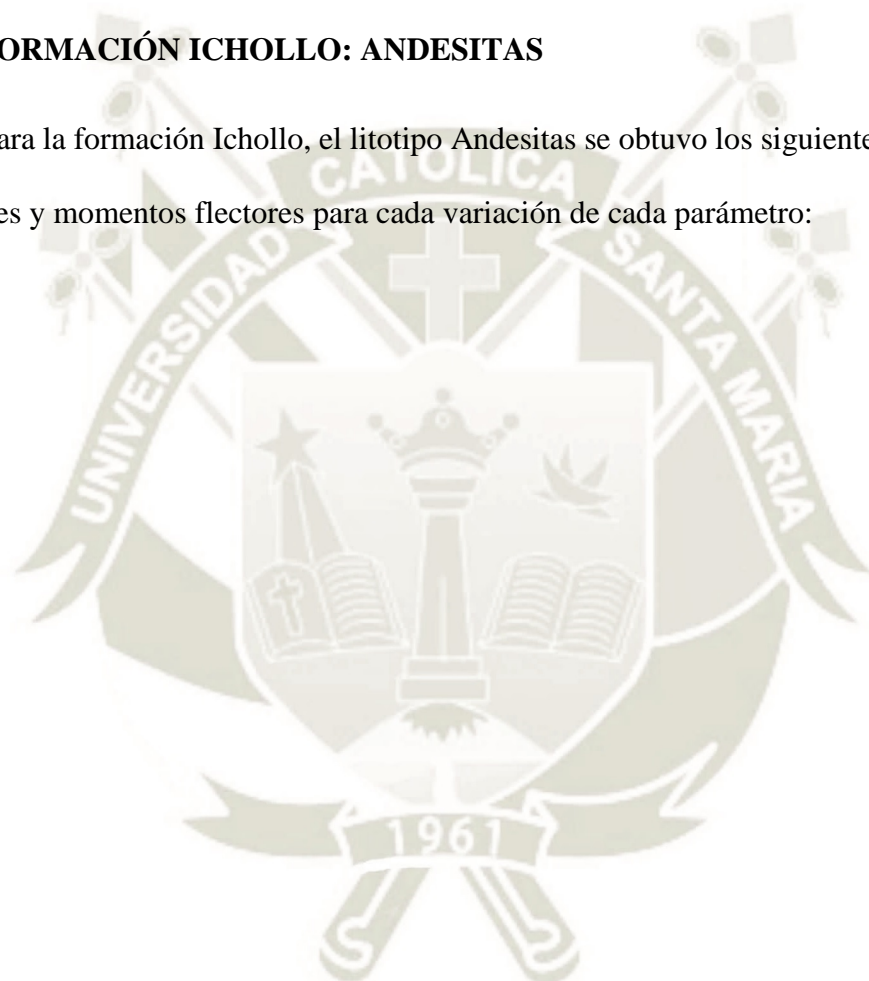 ORMACIÓN ICHOLLO: ANDESITAS
ara la formación Ichollo, el litotipo Andesitas se obtuvo los siguiente
es y momentos flectores para cada variación de cada parámetro:
UNIVERSIDAD CATOLICA SANTA MARIA
1961